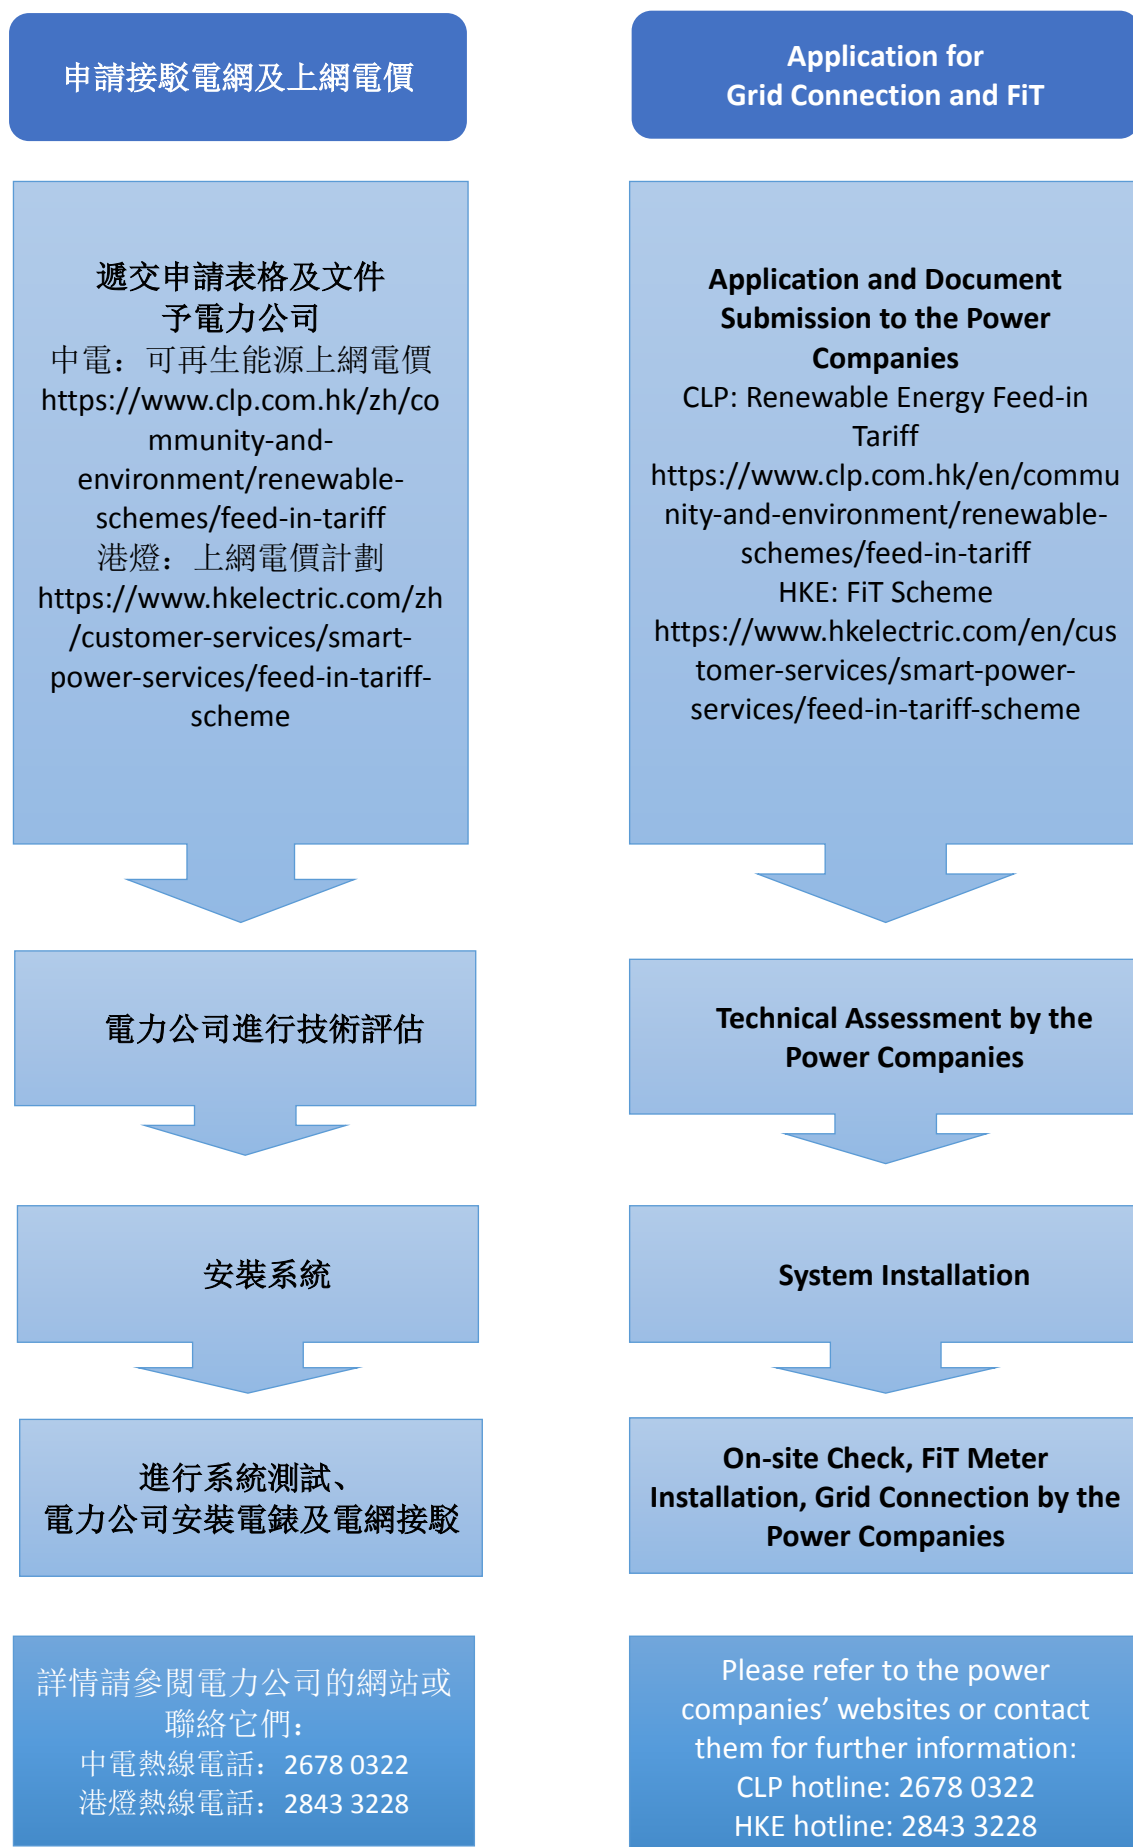 申請接駁電網及上網電價
遞交申請表格及文件
予電力公司
中電：可再生能源上網電價
https://www.clp.com.hk/zh/co
mmunity-and-
environment/renewable-
schemes/feed-in-tariff
港燈：上網電價計劃
https://www.hkelectric.com/zh
/customer-services/smart-
power-services/feed-in-tariff-
scheme
電力公司進行技術評估
安裝系統
進行系統測試、
電力公司安裝電錶及電網接駁
詳情請參閱電力公司的網站或
聯絡它們：
中電熱線電話：2678 0322
港燈熱線電話：2843 3228
Application for
Grid Connection and FiT
Application and Document
Submission to the Power
Companies
CLP: Renewable Energy Feed-in
Tariff
https://www.clp.com.hk/en/commu
nity-and-environment/renewable-
schemes/feed-in-tariff
HKE: FiT Scheme
https://www.hkelectric.com/en/cus
tomer-services/smart-power-
services/feed-in-tariff-scheme
Technical Assessment by the
Power Companies
System Installation
On-site Check, FiT Meter
Installation, Grid Connection by the
Power Companies
Please refer to the power
companies’ websites or contact
them for further information:
CLP hotline: 2678 0322
HKE hotline: 2843 3228